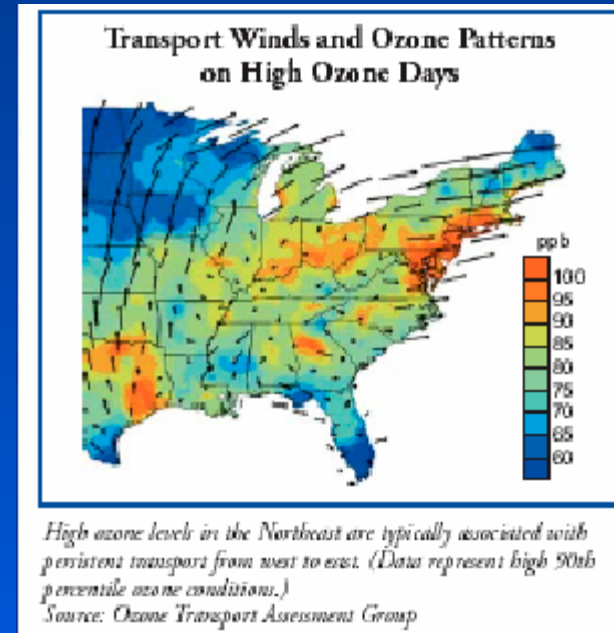 Transport Winds and Ozone Patterns
on High Ozone Days
ppb
100
95
90
85
80
75
70
65
60
High ozone levels in the Northeast are typically associated with
persistent transport from west to east. (Data represent high 90th
percentile ozone conditions.)
Source: Ozone Transport Assessment Group